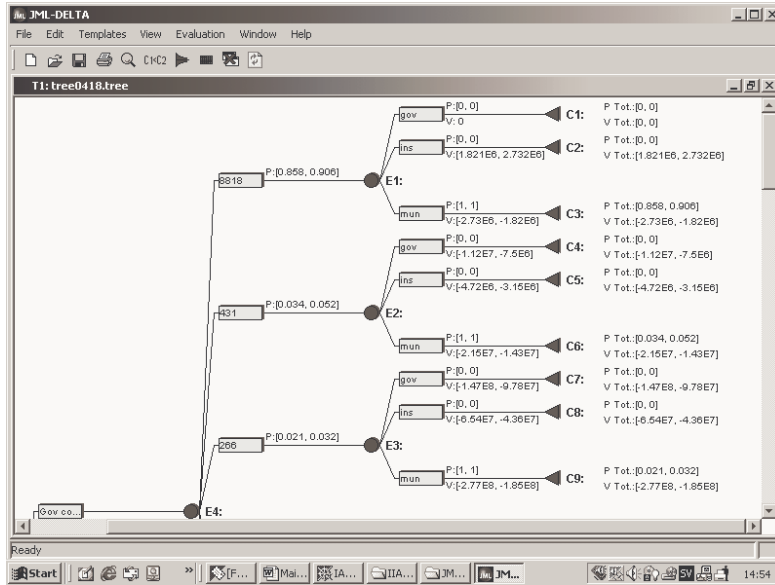 JML-DELTA
File Edit Templates View Evaluation Window Help
C1<C2
T1: tree0418.tree
gov P:[0, 0] V: 0 C1: P Tot.:[0, 0]
V Tot.:[0, 0]
ins P:[0, 0] C2: P Tot.:[0, 0]
V:[1.821E6, 2.732E6] V Tot.:[1.821E6, 2.732E6]
8818 P:[0.858, 0.906] E1:
mun P:[1, 1] C3: P Tot.:[0.858, 0.906]
V:[-2.73E6, -1.82E6] V Tot.:[-2.73E6, -1.82E6]
gov P:[0, 0] C4: P Tot.:[0, 0]
V:[-1.12E7, -7.5E6] V Tot.:[-1.12E7, -7.5E6]
ins P:[0, 0] C5: P Tot.:[0, 0]
V:[-4.72E6, -3.15E6] V Tot.:[-4.72E6, -3.15E6]
431 P:[0.034, 0.052] E2:
mun P:[1, 1] C6: P Tot.:[0.034, 0.052]
V:[-2.15E7, -1.43E7] V Tot.:[-2.15E7, -1.43E7]
gov P:[0, 0] C7: P Tot.:[0, 0]
V:[-1.47E8, -9.78E7] V Tot.:[-1.47E8, -9.78E7]
ins P:[0, 0] C8: P Tot.:[0, 0]
V:[-6.54E7, -4.36E7] V Tot.:[-6.54E7, -4.36E7]
266 P:[0.021, 0.032] E3:
mun P:[1, 1] C9: P Tot.:[0.021, 0.032]
V:[-2.77E8, -1.85E8] V Tot.:[-2.77E8, -1.85E8]
Gov co... E4:
Ready
Start » [F... Mai... IA... IIA... JM... JM... SV 14:54